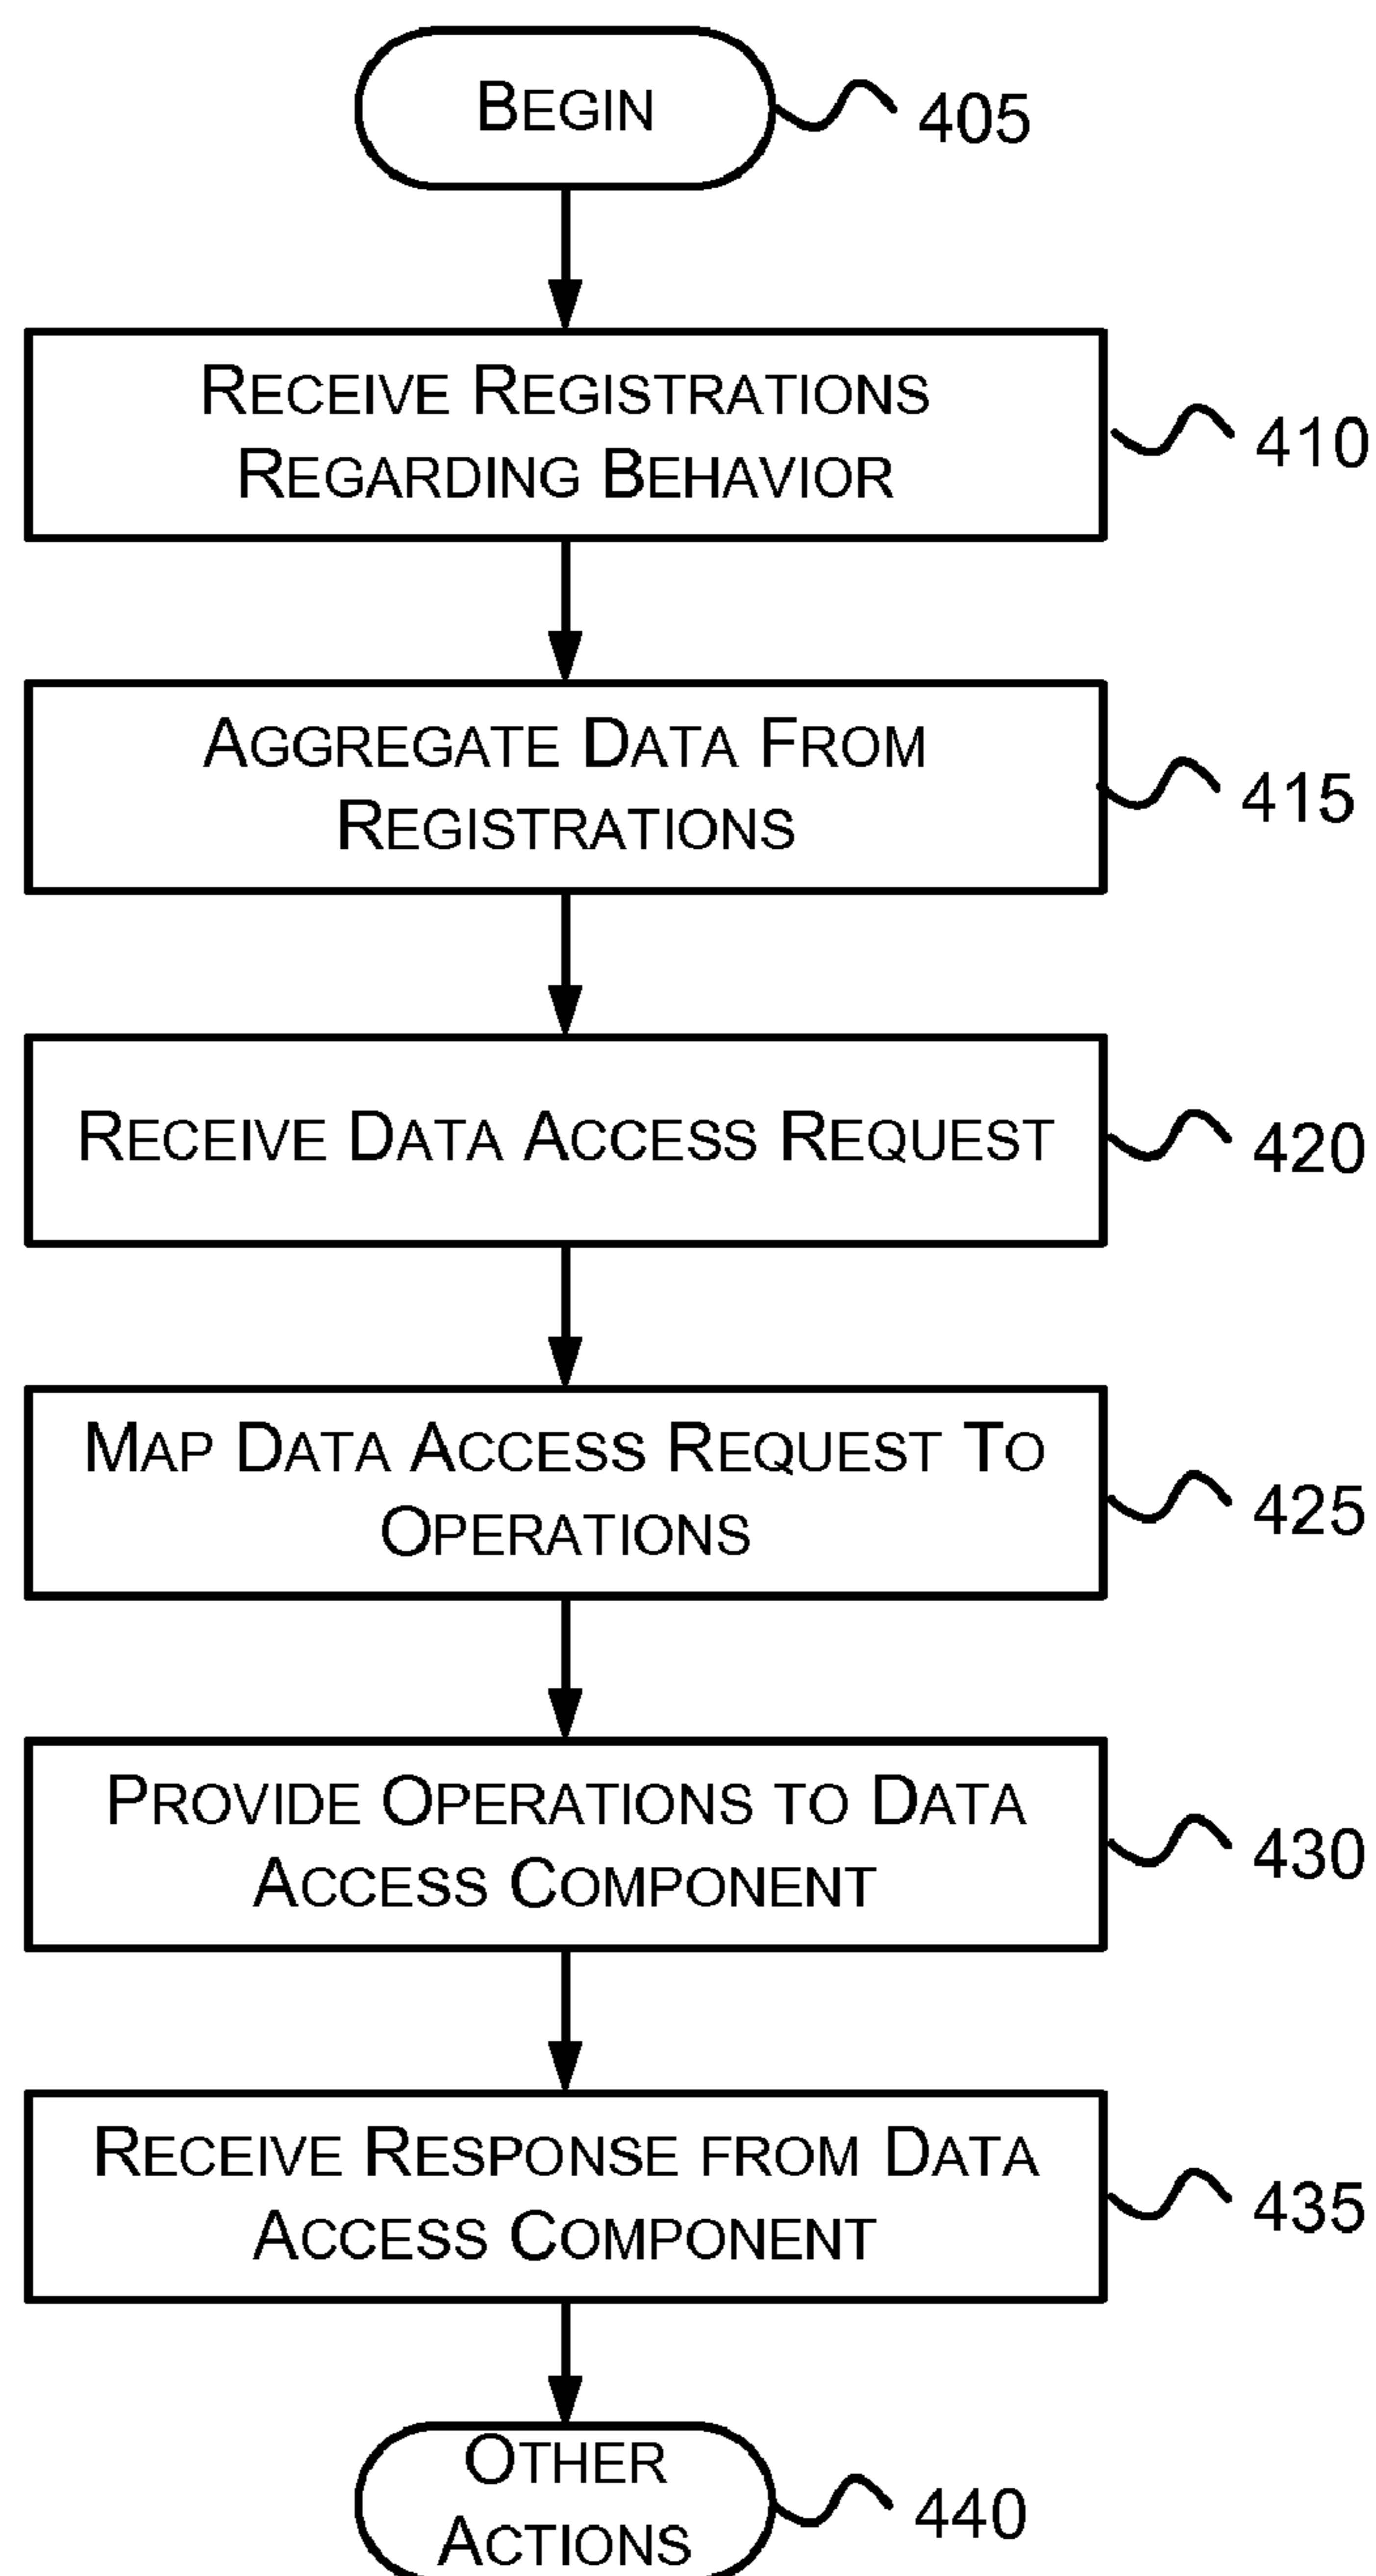 BEGIN
405
RECEIVE REGISTRATIONS
REGARDING BEHAVIOR
410
AGGREGATE DATA FROM
REGISTRATIONS
415
RECEIVE DATA ACCESS REQUEST
420
MAP DATA ACCESS REQUEST TO
OPERATIONS
425
PROVIDE OPERATIONS TO DATA
ACCESS COMPONENT
430
RECEIVE RESPONSE FROM DATA
ACCESS COMPONENT
435
OTHER
ACTIONS
440